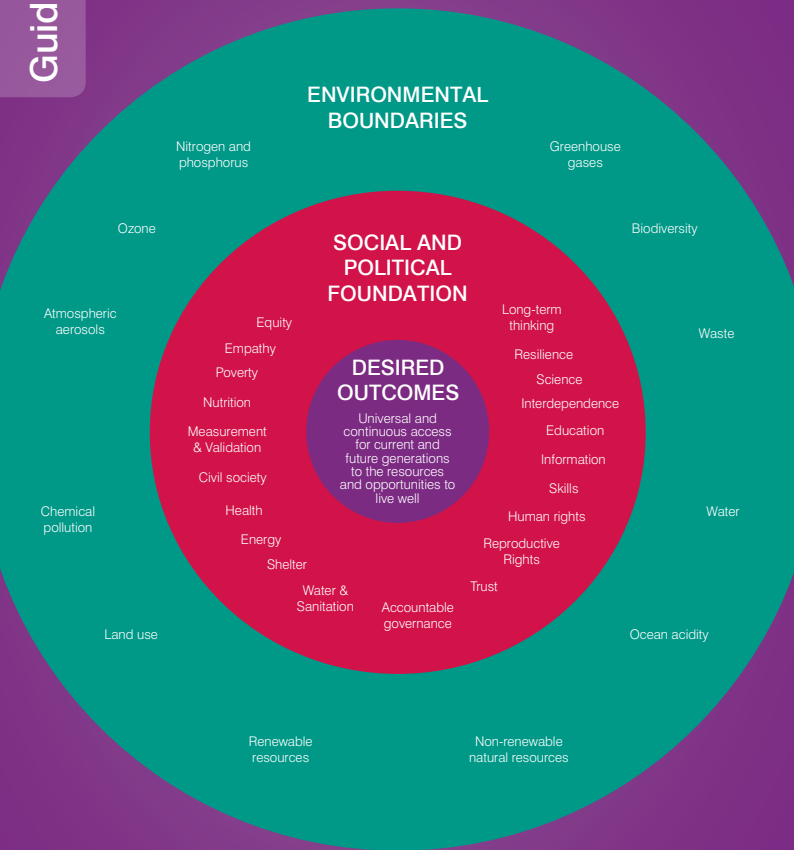 Guid
ENVIRONMENTAL
BOUNDARIES
Nitrogen and
phosphorus
Greenhouse
gases
Ozone
Biodiversity
Atmospheric
aerosols
Waste
Chemical
pollution
Water
Land use
Ocean acidity
Renewable
resources
Non-renewable
natural resources
SOCIAL AND
POLITICAL
FOUNDATION
Equity
Empathy
Poverty
Nutrition
Measurement
& Validation
Civil society
Health
Energy
Shelter
Water &
Sanitation
Accountable
governance
Long-term
thinking
Resilience
Science
Interdependence
Education
Information
Skills
Human rights
Reproductive
Rights
Trust
DESIRED
OUTCOMES
Universal and
continuous access
for current and
future generations
to the resources
and opportunities to
live well